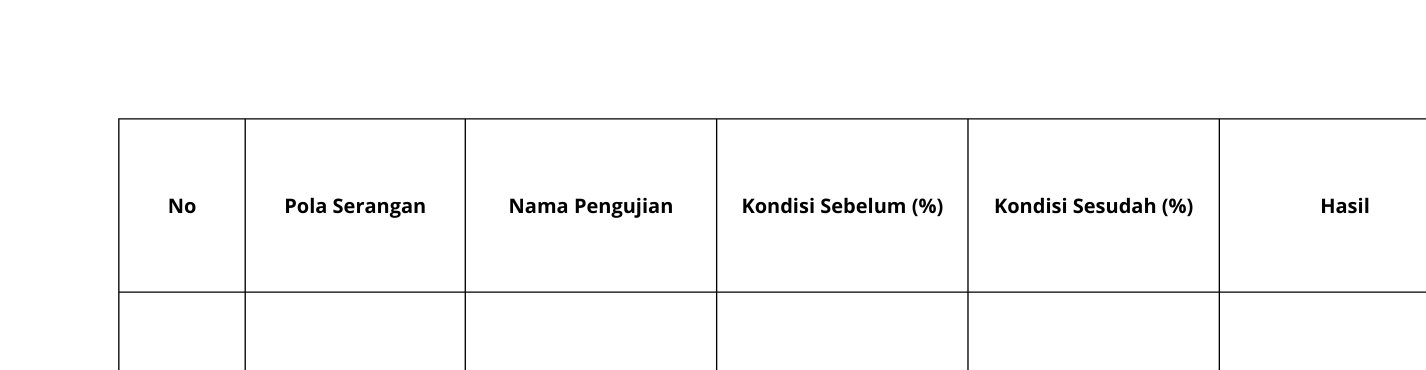 No Pola Serangan Nama Pengujian Kondisi Sebelum (%) Kondisi Sesudah (%) Hasil